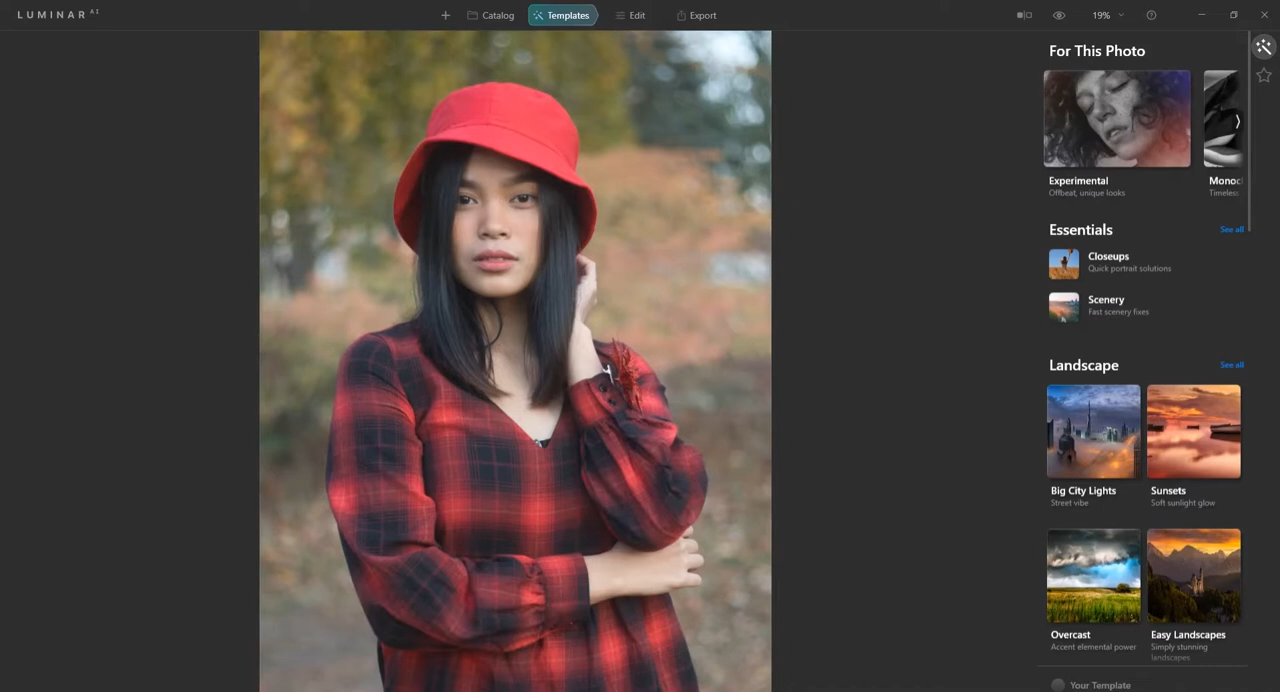 LUMINAR AI
Catalog
Templates
Edit
Export
19%
For This Photo
Experimental
Offbeat, unique looks
Monoc
Timeless
Essentials
See all
Closeups
Quick portrait solutions
Scenery
Fast scenery fixes
Landscape
See all
Big City Lights
Street vibe
Sunsets
Soft sunlight glow
Overcast
Accent elemental power
Easy Landscapes
Simply stunning
landscapes
Your Template